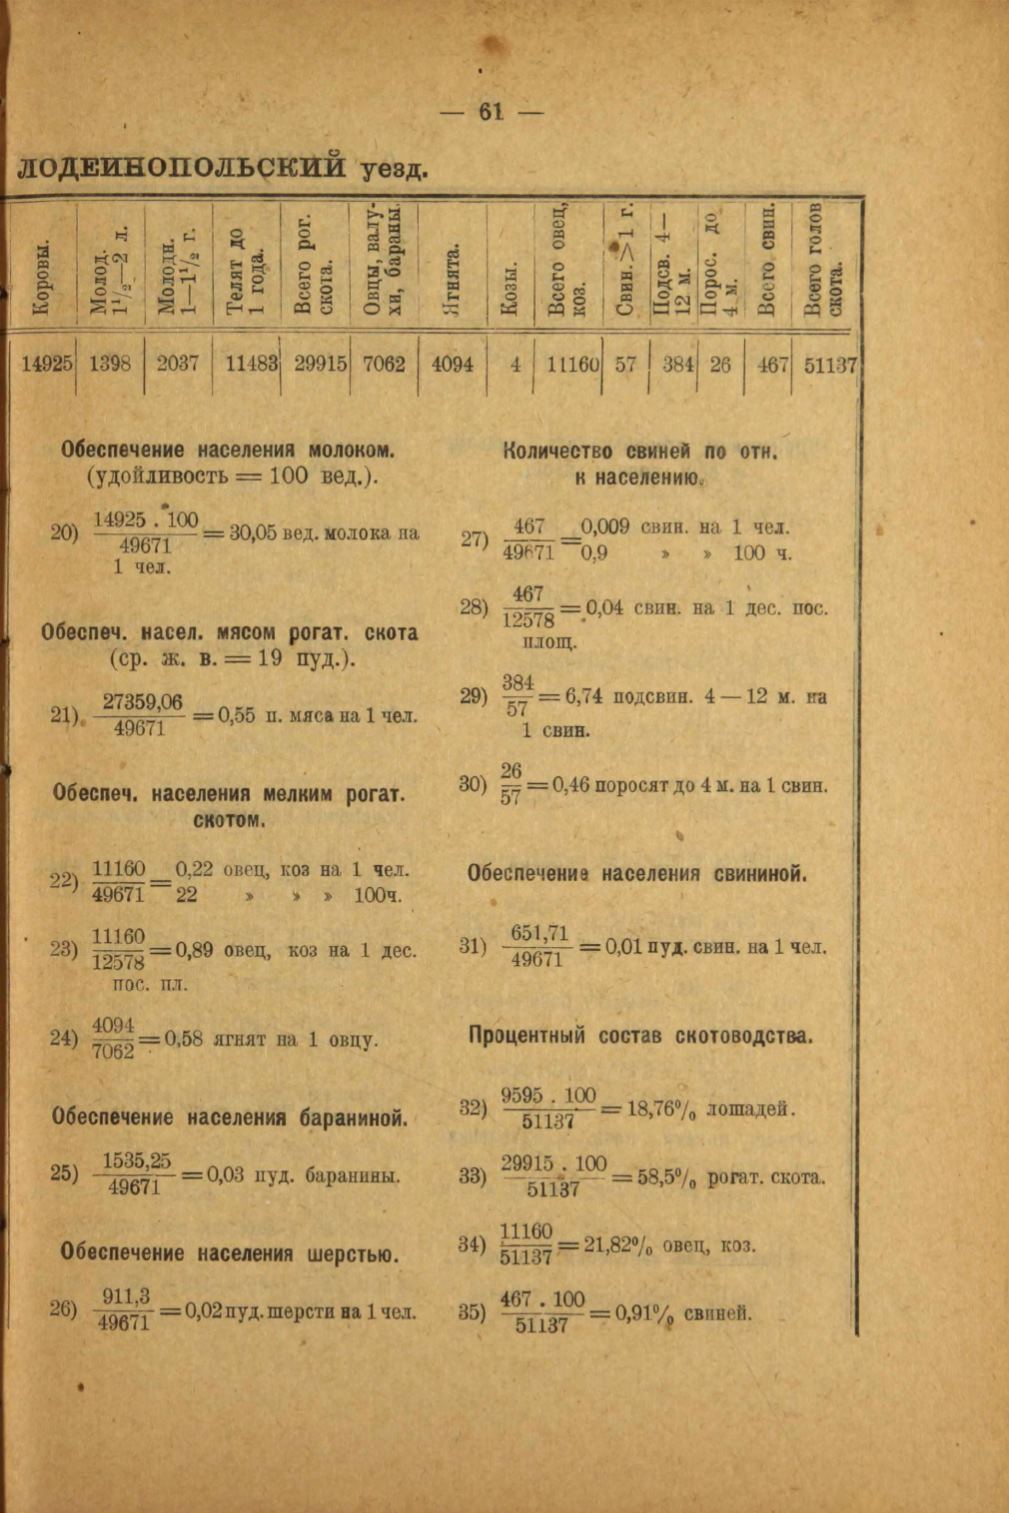 — 61 —
ЛОДЕЙНОПОЛЬСКИЙ уезд.
Коровы. | Молод. 1½—2 л. | Молодн. 1—1½ г. | Телят до 1 года. | Всего рог. скота. | Овцы, валухи, бараны. | Ягнята. | Козы. | Всего овец, коз. | Свин. >1 г. | Подсв. 4—12 м. | Порос. до 4 м. | Всего свин. | Всего голов скота.
14925 | 1398 | 2037 | 11483 | 29915 | 7062 | 4094 | 4 | 11160 | 57 | 384 | 26 | 467 | 51137
Обеспечение населения молоком.
(удойливость = 100 вед.).
20) 14925 . 100 / 49671 = 30,05 вед. молока на
1 чел.
Обеспеч. насел. мясом рогат. скота
(ср. ж. в. = 19 пуд.).
21) 27359,06 / 49671 = 0,55 п. мяса на 1 чел.
Обеспеч. населения мелким рогат.
скотом.
22) 11160 / 49671 = 0,22 овец, коз на 1 чел.
22 » » » 100ч.
23) 11160 / 12578 = 0,89 овец, коз на 1 дес.
пос. пл.
24) 4094 / 7062 = 0,58 ягнят на 1 овцу.
Обеспечение населения бараниной.
25) 1535,25 / 49671 = 0,03 пуд. баранины.
Обеспечение населения шерстью.
26) 911,3 / 49671 = 0,02 пуд. шерсти на 1 чел.
Количество свиней по отн.
к населению.
27) 467 / 49671 = 0,009 свин. на 1 чел.
0,9 » » 100 ч.
28) 467 / 12578 = 0,04 свин. на 1 дес. пос.
площ.
29) 384 / 57 = 6,74 подсвин. 4 — 12 м. на
1 свин.
30) 26 / 57 = 0,46 поросят до 4 м. на 1 свин.
Обеспечение населения свининой.
31) 651,71 / 49671 = 0,01 пуд. свин. на 1 чел.
Процентный состав скотоводства.
32) 9595 . 100 / 51137 = 18,76% лошадей.
33) 29915 . 100 / 51137 = 58,5% рогат. скота.
34) 11160 / 51137 = 21,82% овец, коз.
35) 467 . 100 / 51137 = 0,91% свиней.